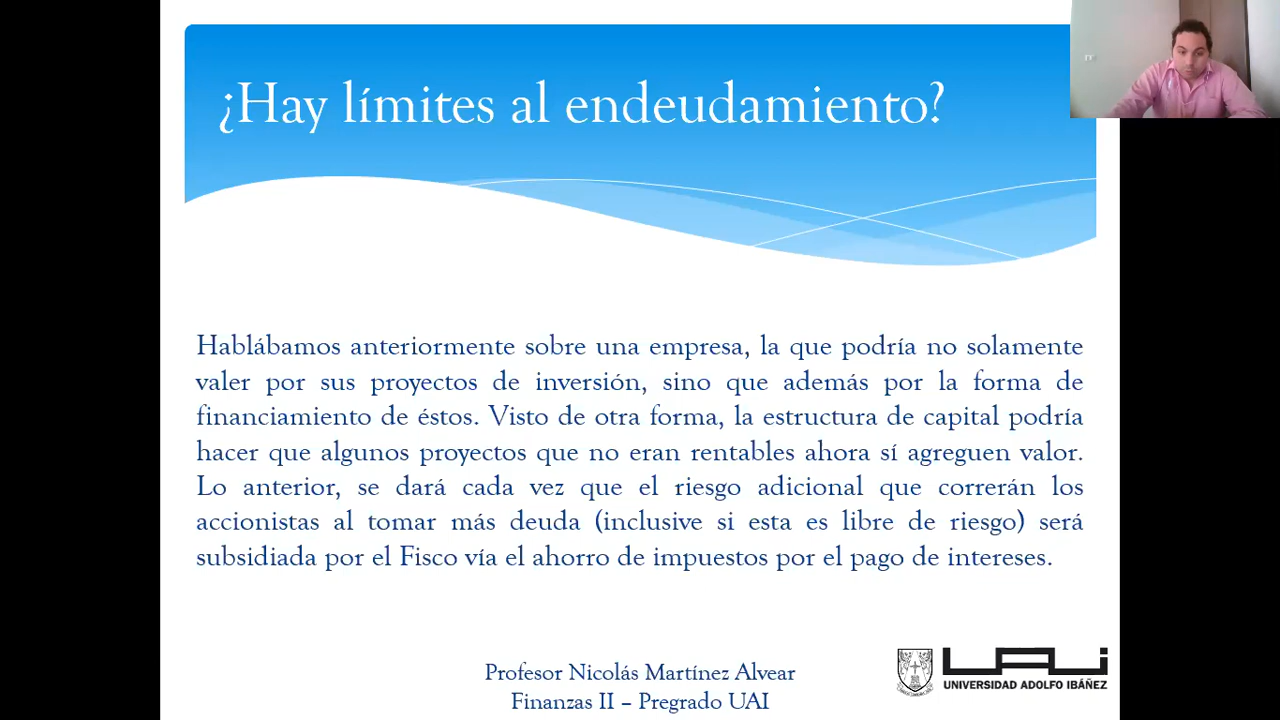 ¿Hay límites al endeudamiento?
Hablábamos anteriormente sobre una empresa, la que podría no solamente
valer por sus proyectos de inversión, sino que además por la forma de
financiamiento de éstos. Visto de otra forma, la estructura de capital podría
hacer que algunos proyectos que no eran rentables ahora sí agreguen valor.
Lo anterior, se dará cada vez que el riesgo adicional que correrán los
accionistas al tomar más deuda (inclusive si esta es libre de riesgo) será
subsidiada por el Fisco vía el ahorro de impuestos por el pago de intereses.
Profesor Nicolás Martínez Alvear
Finanzas II – Pregrado UAI
UAI
UNIVERSIDAD ADOLFO IBÁÑEZ